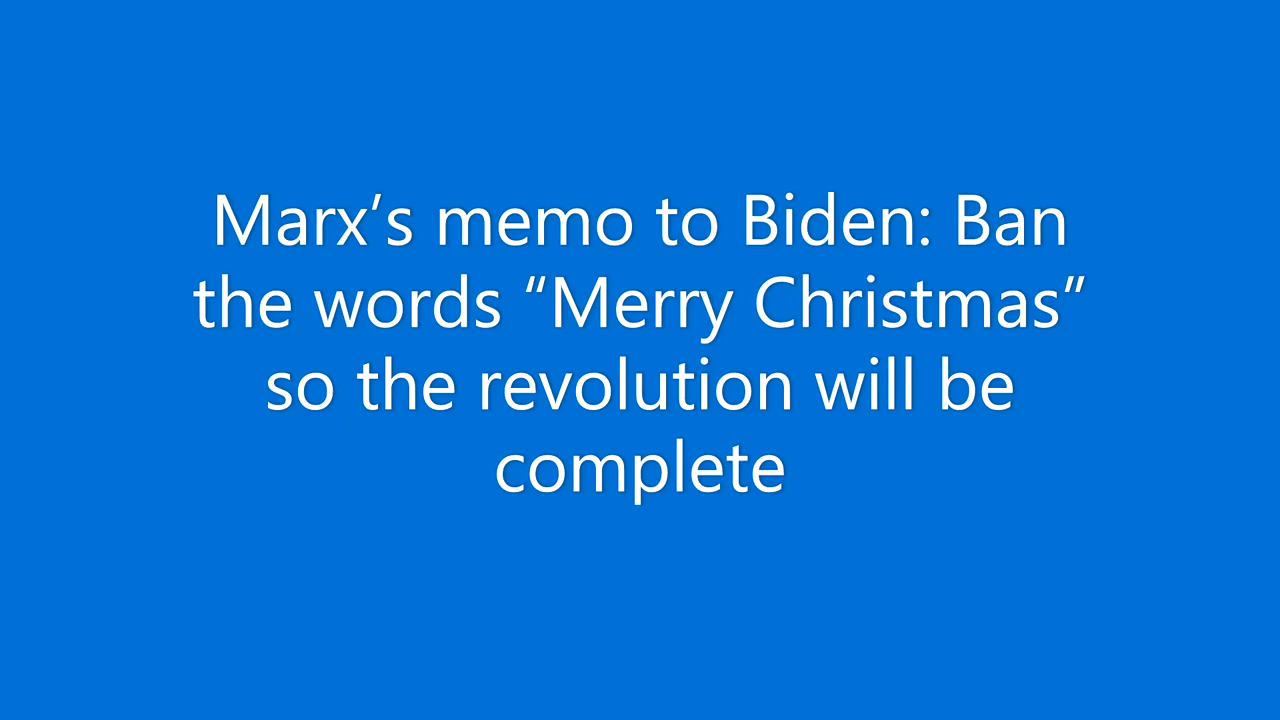 Marx’s memo to Biden: Ban
the words “Merry Christmas”
so the revolution will be
complete